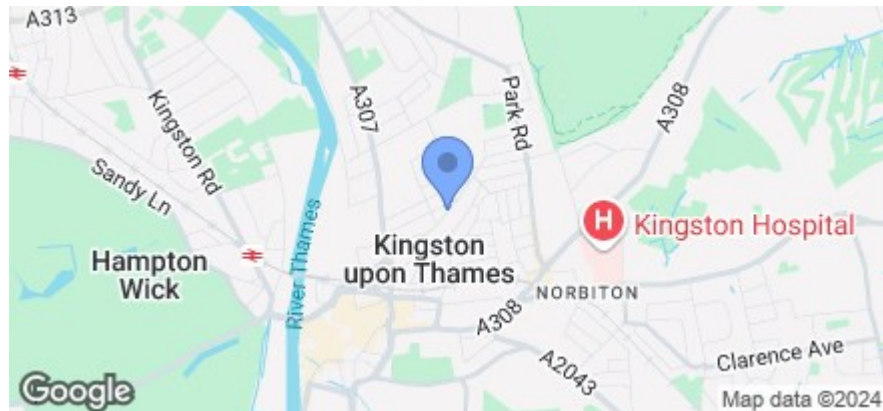 A313
Kingston Rd
A307
Park Rd
A308
Sandy Ln
River Thames
H
Kingston Hospital
Kingston
upon Thames
Hampton
Wick
NORBITON
A308
A2043
Clarence Ave
Google
Map data ©2024